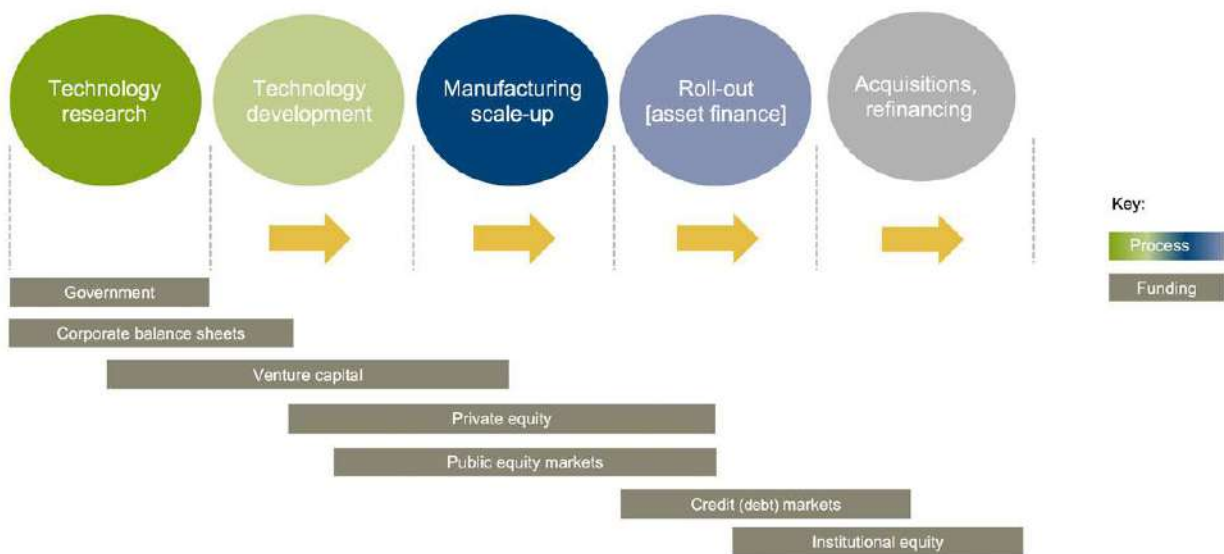 Technology
research
Technology
development
Manufacturing
scale-up
Roll-out
[asset finance]
Acquisitions,
refinancing
Key:
Process
Funding
Government
Corporate balance sheets
Venture capital
Private equity
Public equity markets
Credit (debt) markets
Institutional equity